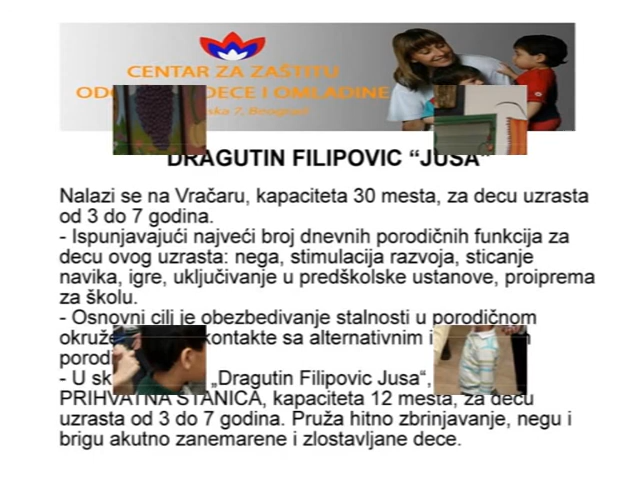 CENTAR ZA ZAŠTITU
DECE I OMLADINE
7, Beograd
DRAGUTIN FILIPOVIC “JUSA”
Nalazi se na Vračaru, kapaciteta 30 mesta, za decu uzrasta
od 3 do 7 godina.
- Ispunjavajući najveći broj dnevnih porodičnih funkcija za
decu ovog uzrasta: nega, stimulacija razvoja, sticanje
navika, igre, uključivanje u predškolske ustanove, proiprema
za školu.
- Osnovni cilj je obezbedivanje stalnosti u porodičnom
kontakte sa alternativnim i
- U „Dragutin Filipovic Jusa“,
PRIHVATNA STANICA, kapaciteta 12 mesta, za decu
uzrasta od 3 do 7 godina. Pruža hitno zbrinjavanje, negu i
brigu akutno zanemarene i zlostavljane dece.